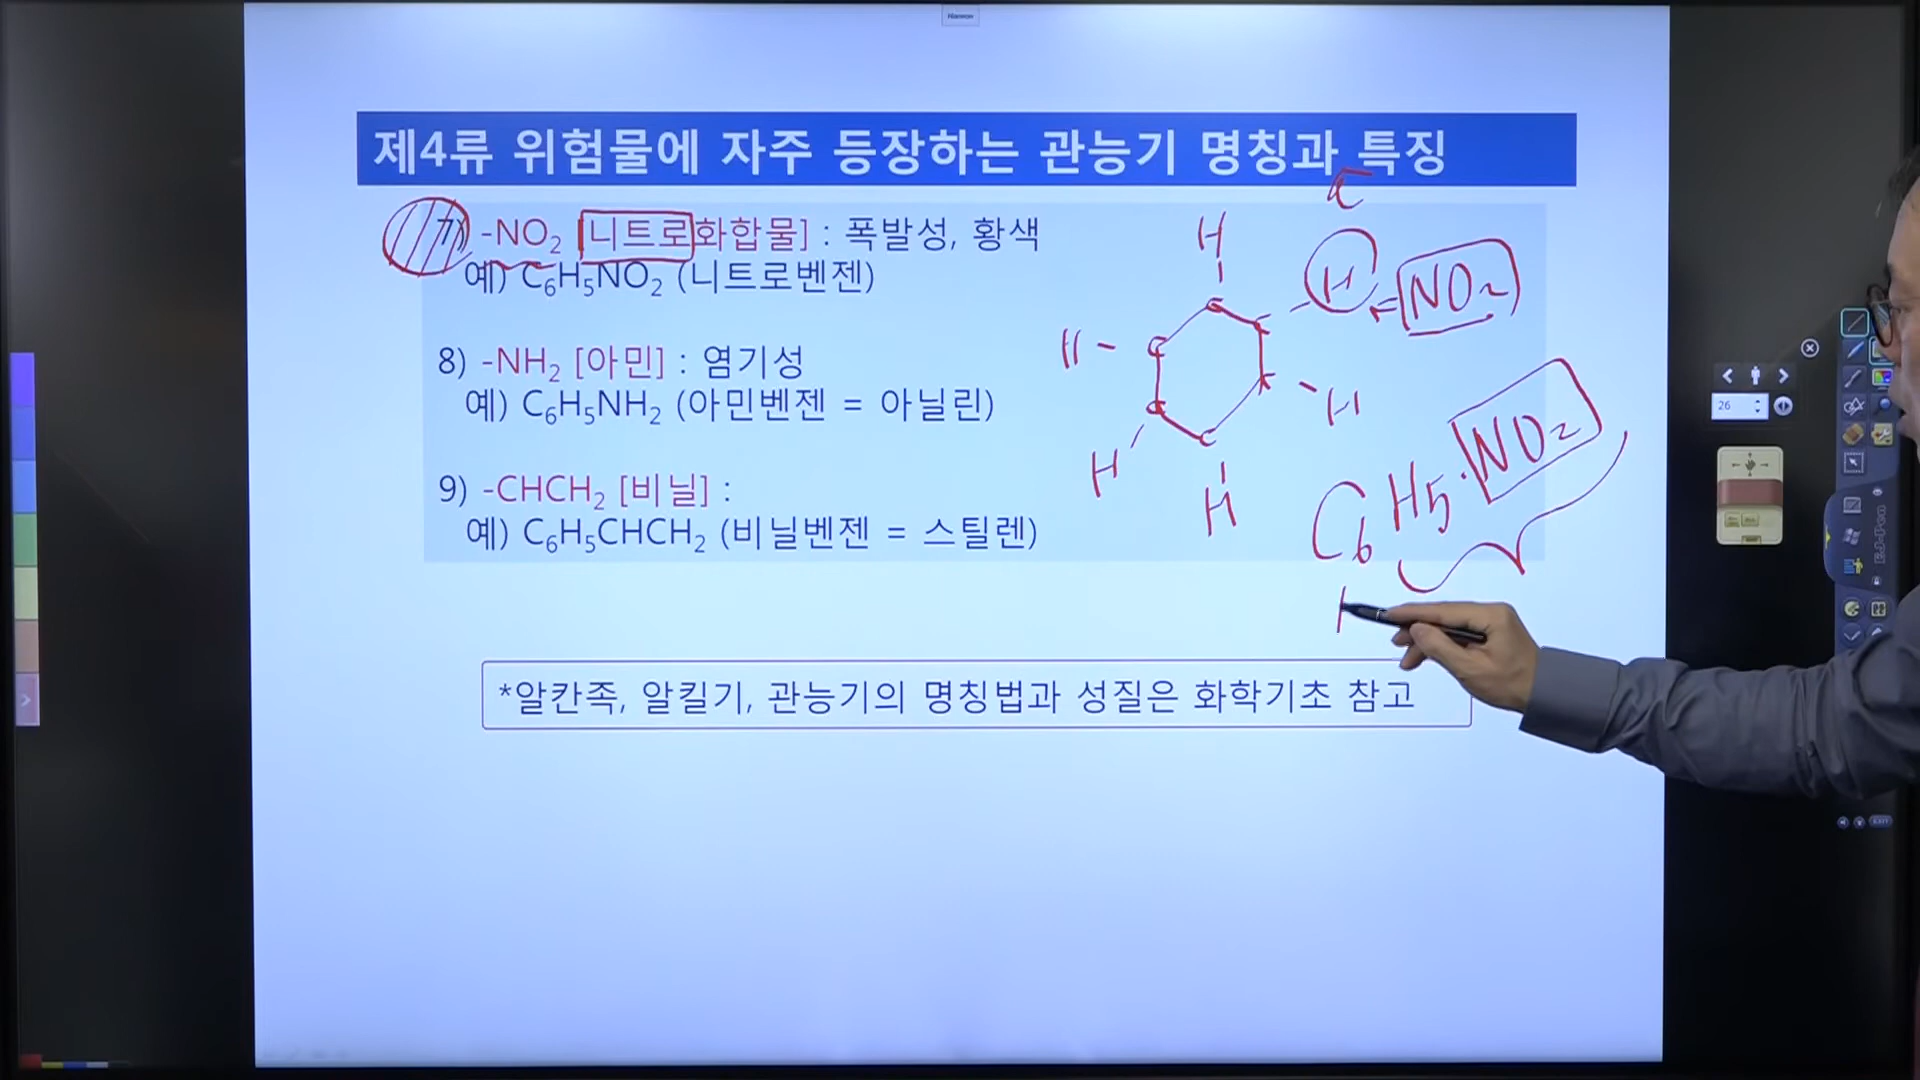 Hanwoori
제4류 위험물에 자주 등장하는 관능기 명칭과 특징
7) -NO₂ [니트로화합물] : 폭발성, 황색
예) C₆H₅NO₂ (니트로벤젠)
8) -NH₂ [아민] : 염기성
예) C₆H₅NH₂ (아민벤젠 = 아닐린)
9) -CHCH₂ [비닐] :
예) C₆H₅CHCH₂ (비닐벤젠 = 스틸렌)
*알칸족, 알킬기, 관능기의 명칭법과 성질은 화학기초 참고
H
H
NO₂
H
C
C
C
C
C
C
H
H
H
C₆H₅·NO₂
26
EXIT